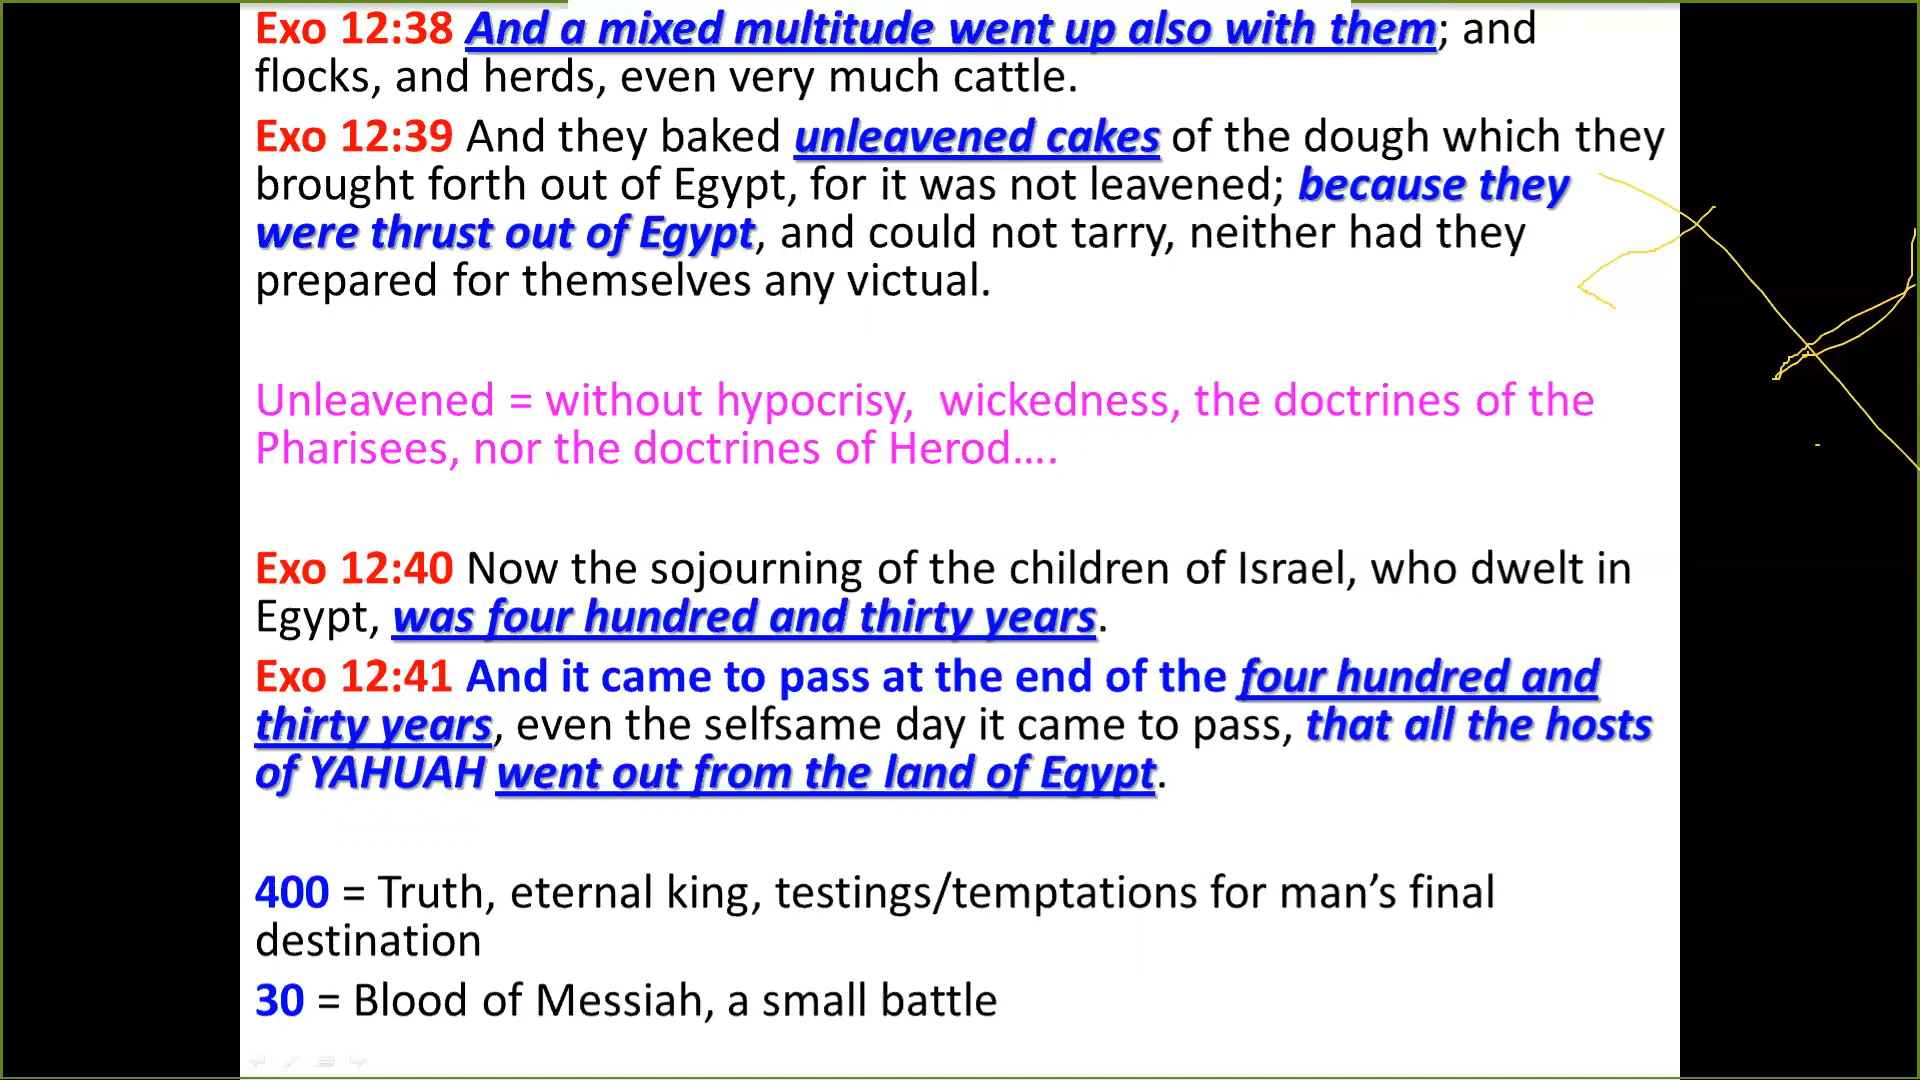 Exo 12:38 And a mixed multitude went up also with them; and
flocks, and herds, even very much cattle.
Exo 12:39 And they baked unleavened cakes of the dough which they
brought forth out of Egypt, for it was not leavened; because they
were thrust out of Egypt, and could not tarry, neither had they
prepared for themselves any victual.
Unleavened = without hypocrisy,  wickedness, the doctrines of the
Pharisees, nor the doctrines of Herod....
Exo 12:40 Now the sojourning of the children of Israel, who dwelt in
Egypt, was four hundred and thirty years.
Exo 12:41 And it came to pass at the end of the four hundred and
thirty years, even the selfsame day it came to pass, that all the hosts
of YAHUAH went out from the land of Egypt.
400 = Truth, eternal king, testings/temptations for man’s final
destination
30 = Blood of Messiah, a small battle